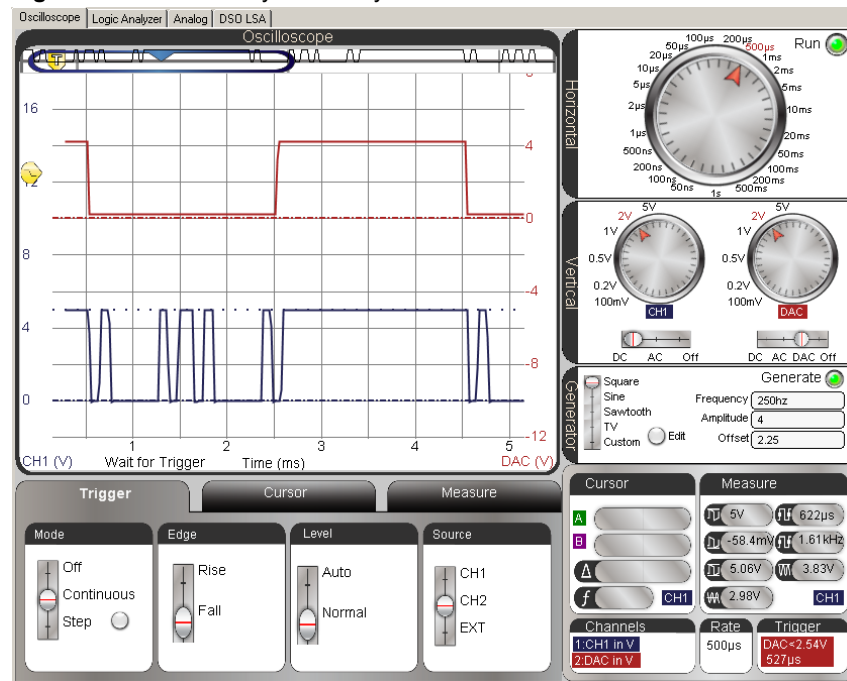 Oscilloscope Logic Analyzer Analog DSO LSA
Oscilloscope
T
16
12
8
4
0
4
0
-4
-8
-12
1 2 3 4 5
CH1 (V) Wait for Trigger Time (ms) DAC (V)
Horizontal
Run
50ns
100ns
200ns
500ns
1µs
2µs
5µs
10µs
20µs
50µs
100µs
200µs
500µs
1ms
2ms
5ms
10ms
20ms
50ms
100ms
200ms
500ms
1s
Vertical
5V
2V
1V
0.5V
0.2V
100mV
CH1
DC AC Off
5V
2V
1V
0.5V
0.2V
100mV
DAC
DC AC DAC Off
Generator
Square
Sine
Sawtooth
TV
Custom
Edit
Generate
Frequency 250hz
Amplitude 4
Offset 2.25
Trigger Cursor Measure
Mode
Off
Continuous
Step
Edge
Rise
Fall
Level
Auto
Normal
Source
CH1
CH2
EXT
Cursor
A
B
Δ
f CH1
Measure
5V 622µs
-58.4mV 1.61kHz
5.06V 3.83V
2.98V CH1
Channels
1:CH1 in V
2:DAC in V
Rate
500µs
Trigger
DAC<2.54V
527µs